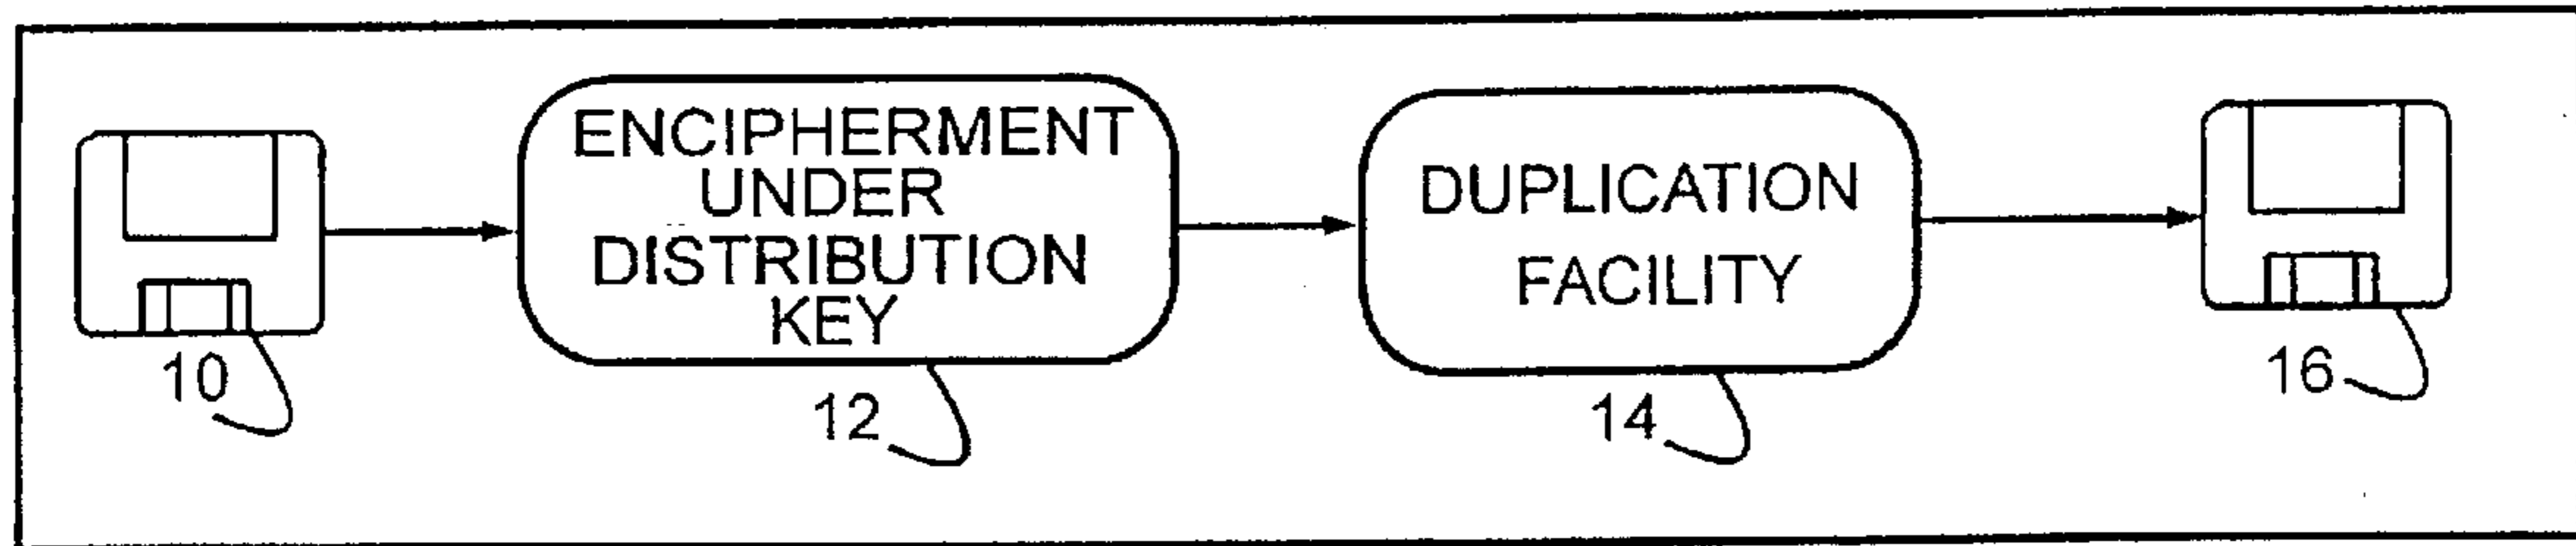 ENCIPHERMENT
UNDER
DISTRIBUTION
KEY
DUPLICATION
FACILITY
10
12
14
16